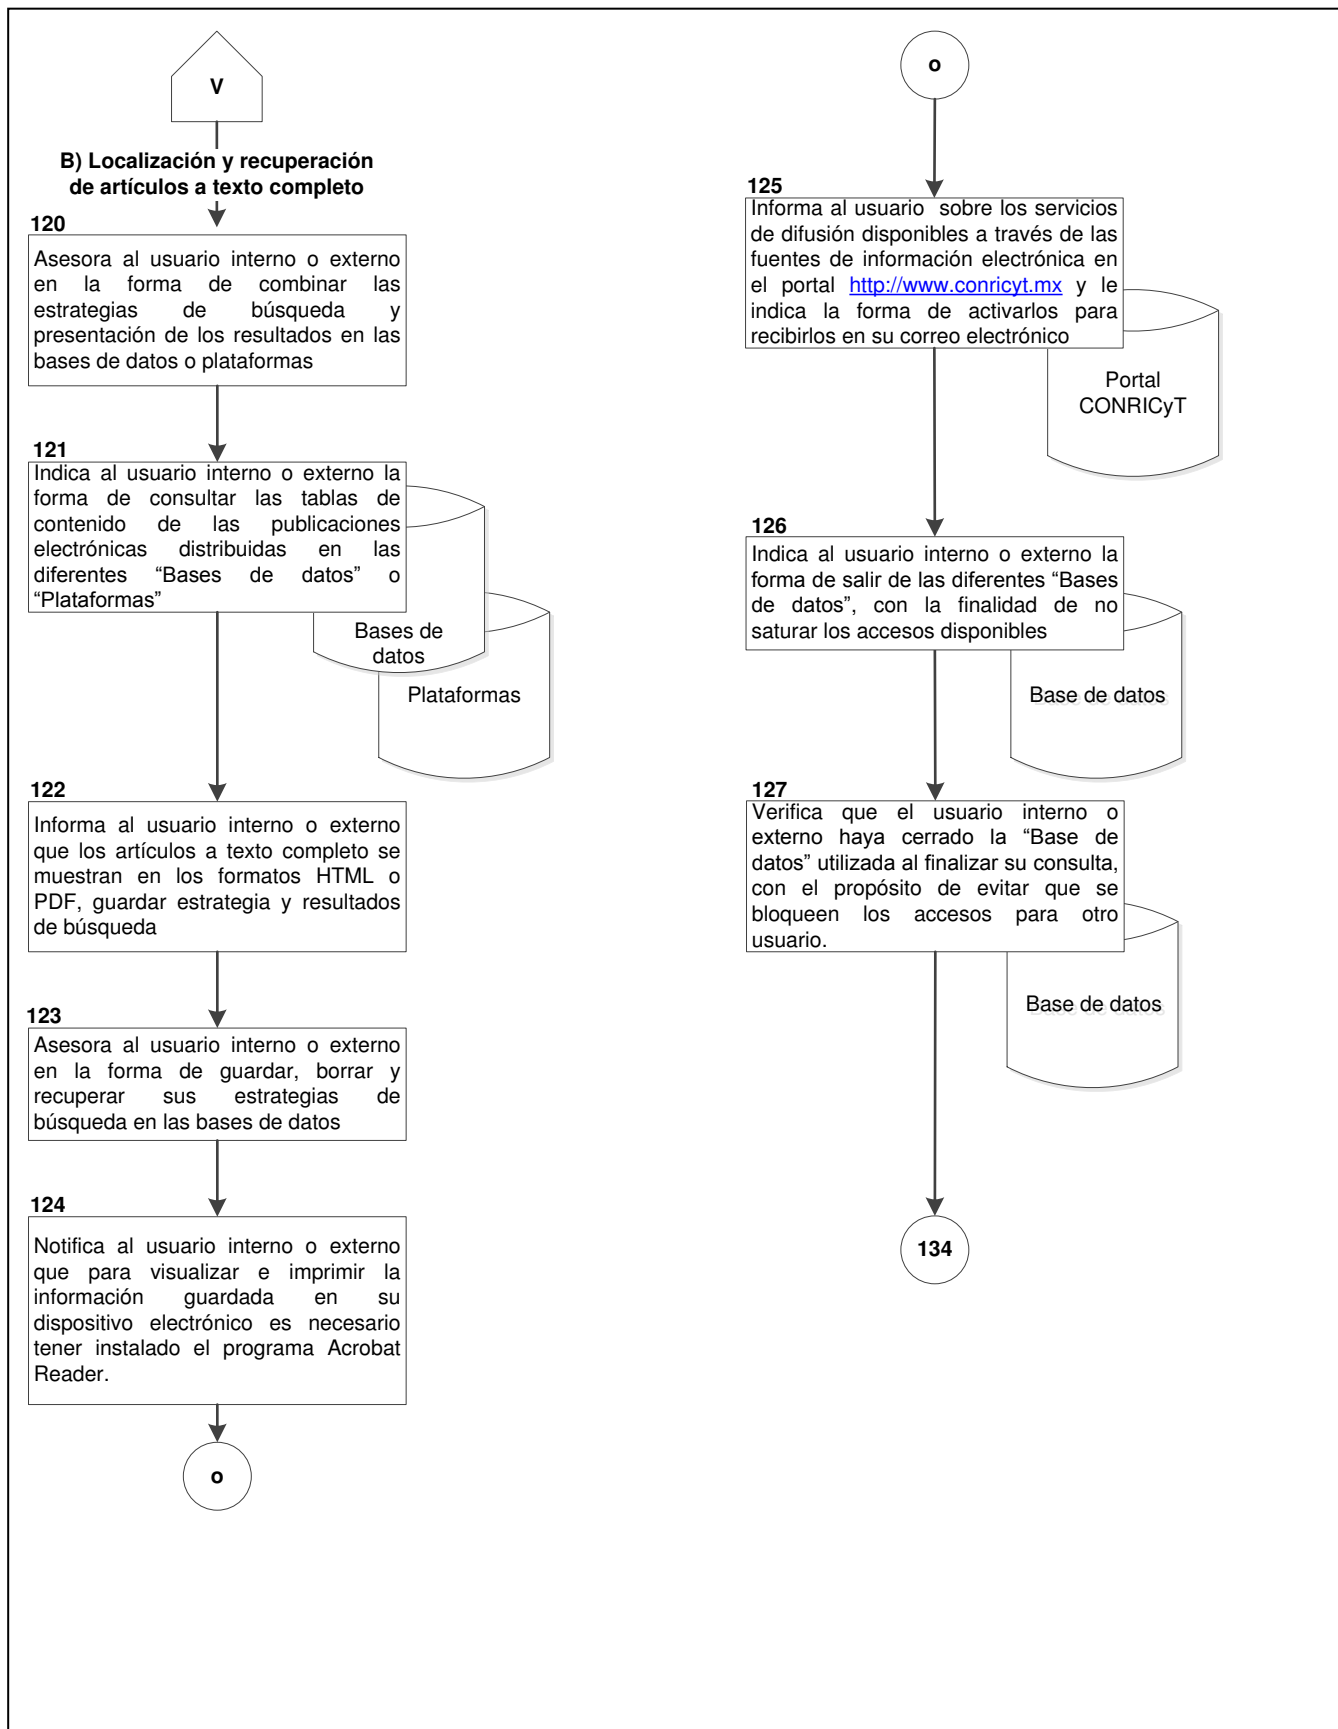 V
B) Localización y recuperación
de artículos a texto completo
120
Asesora al usuario interno o externo
en la forma de combinar las
estrategias de búsqueda y
presentación de los resultados en las
bases de datos o plataformas
121
Indica al usuario interno o externo la
forma de consultar las tablas de
contenido de las publicaciones
electrónicas distribuidas en las
diferentes “Bases de datos” o
“Plataformas”
Bases de
datos
Plataformas
122
Informa al usuario interno o externo
que los artículos a texto completo se
muestran en los formatos HTML o
PDF, guardar estrategia y resultados
de búsqueda
123
Asesora al usuario interno o externo
en la forma de guardar, borrar y
recuperar sus estrategias de
búsqueda en las bases de datos
124
Notifica al usuario interno o externo
que para visualizar e imprimir la
información guardada en su
dispositivo electrónico es necesario
tener instalado el programa Acrobat
Reader.
o
o
125
Informa al usuario sobre los servicios
de difusión disponibles a través de las
fuentes de información electrónica en
el portal http://www.conricyt.mx y le
indica la forma de activarlos para
recibirlos en su correo electrónico
Portal
CONRICyT
126
Indica al usuario interno o externo la
forma de salir de las diferentes “Bases
de datos”, con la finalidad de no
saturar los accesos disponibles
Base de datos
127
Verifica que el usuario interno o
externo haya cerrado la “Base de
datos” utilizada al finalizar su consulta,
con el propósito de evitar que se
bloqueen los accesos para otro
usuario.
Base de datos
134